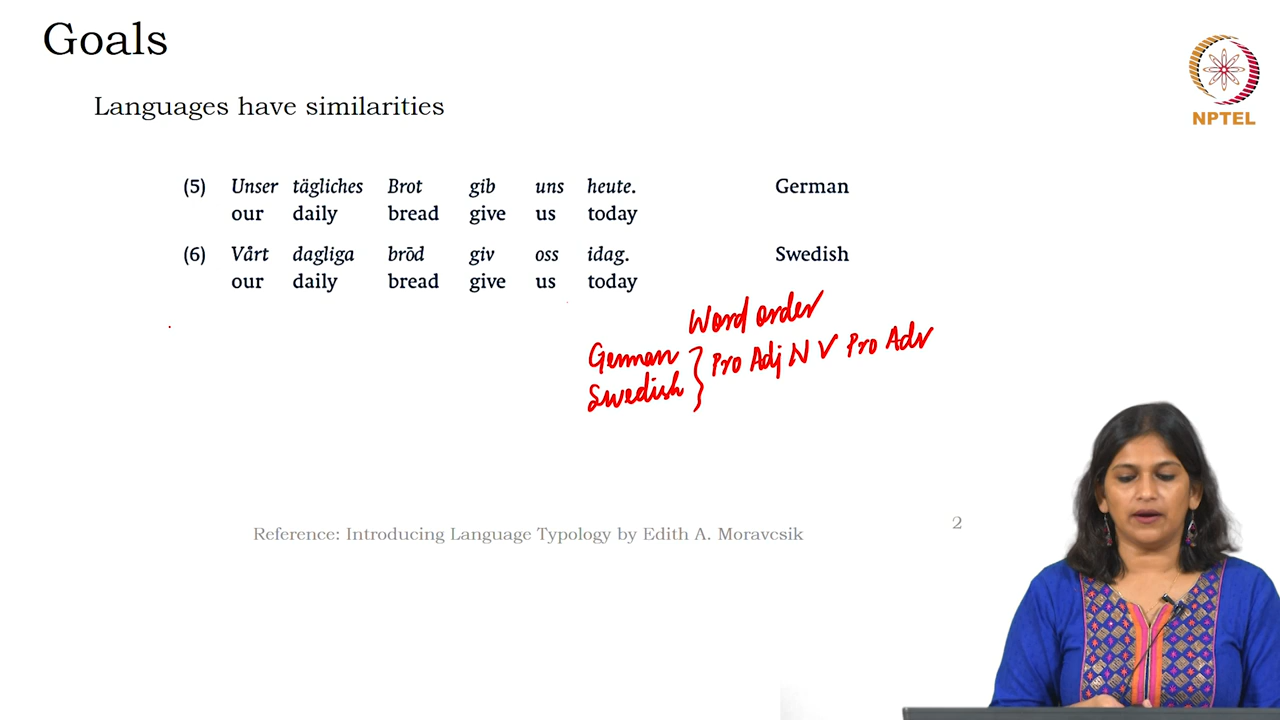 Goals
NPTEL
Languages have similarities
(5) Unser tägliches Brot gib uns heute. German
our daily bread give us today
(6) Vårt dagliga brōd giv oss idag. Swedish
our daily bread give us today
Word order
German } Pro Adj N V Pro Adv
Swedish
Reference: Introducing Language Typology by Edith A. Moravcsik
2